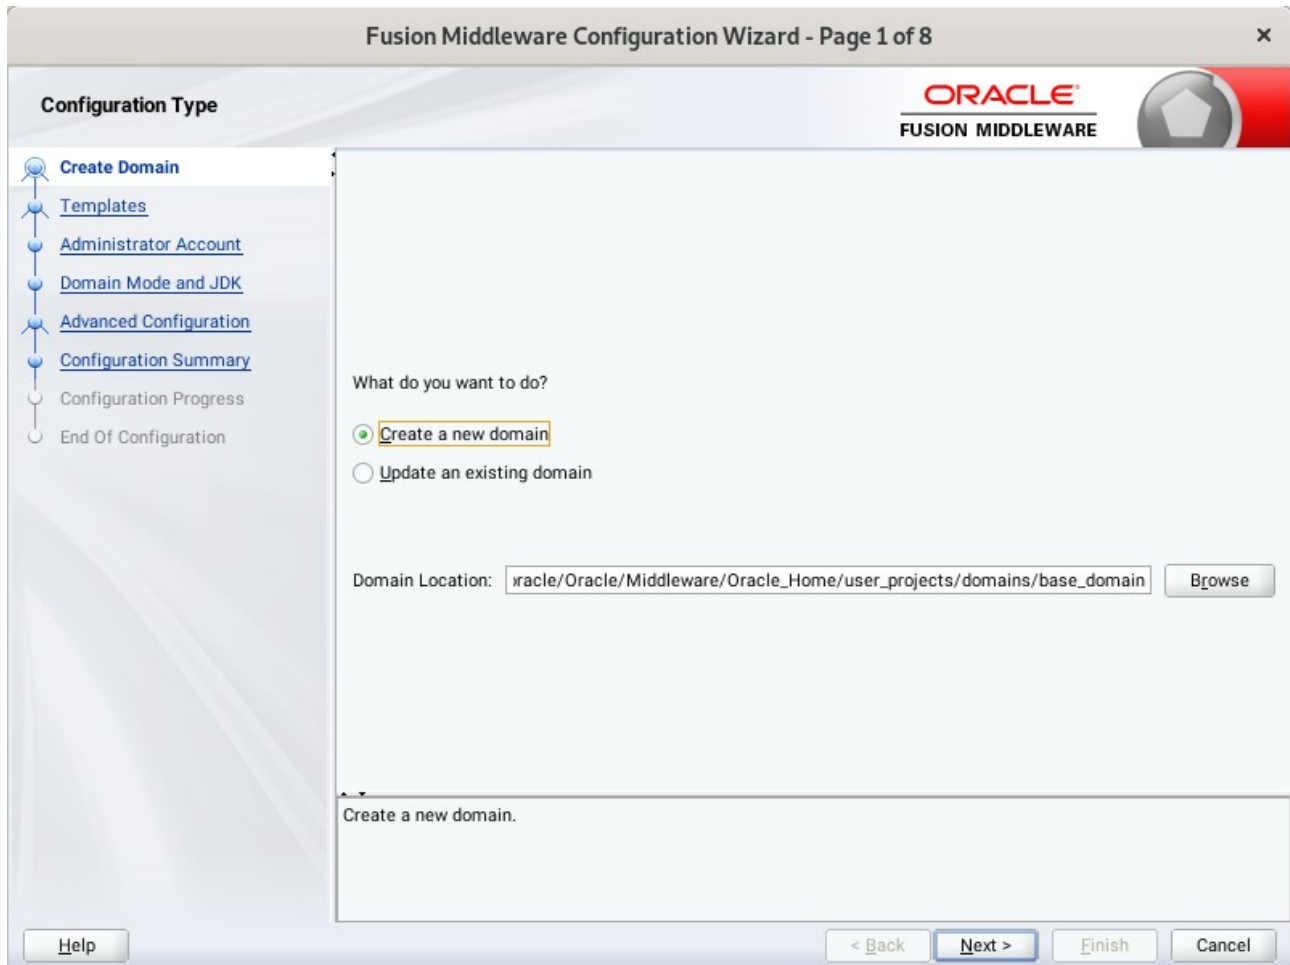 Fusion Middleware Configuration Wizard - Page 1 of 8
Configuration Type
ORACLE
FUSION MIDDLEWARE
Create Domain
Templates
Administrator Account
Domain Mode and JDK
Advanced Configuration
Configuration Summary
Configuration Progress
End Of Configuration
What do you want to do?
Create a new domain
Update an existing domain
Domain Location: racle/Oracle/Middleware/Oracle_Home/user_projects/domains/base_domain Browse
Create a new domain.
Help < Back Next > Finish Cancel